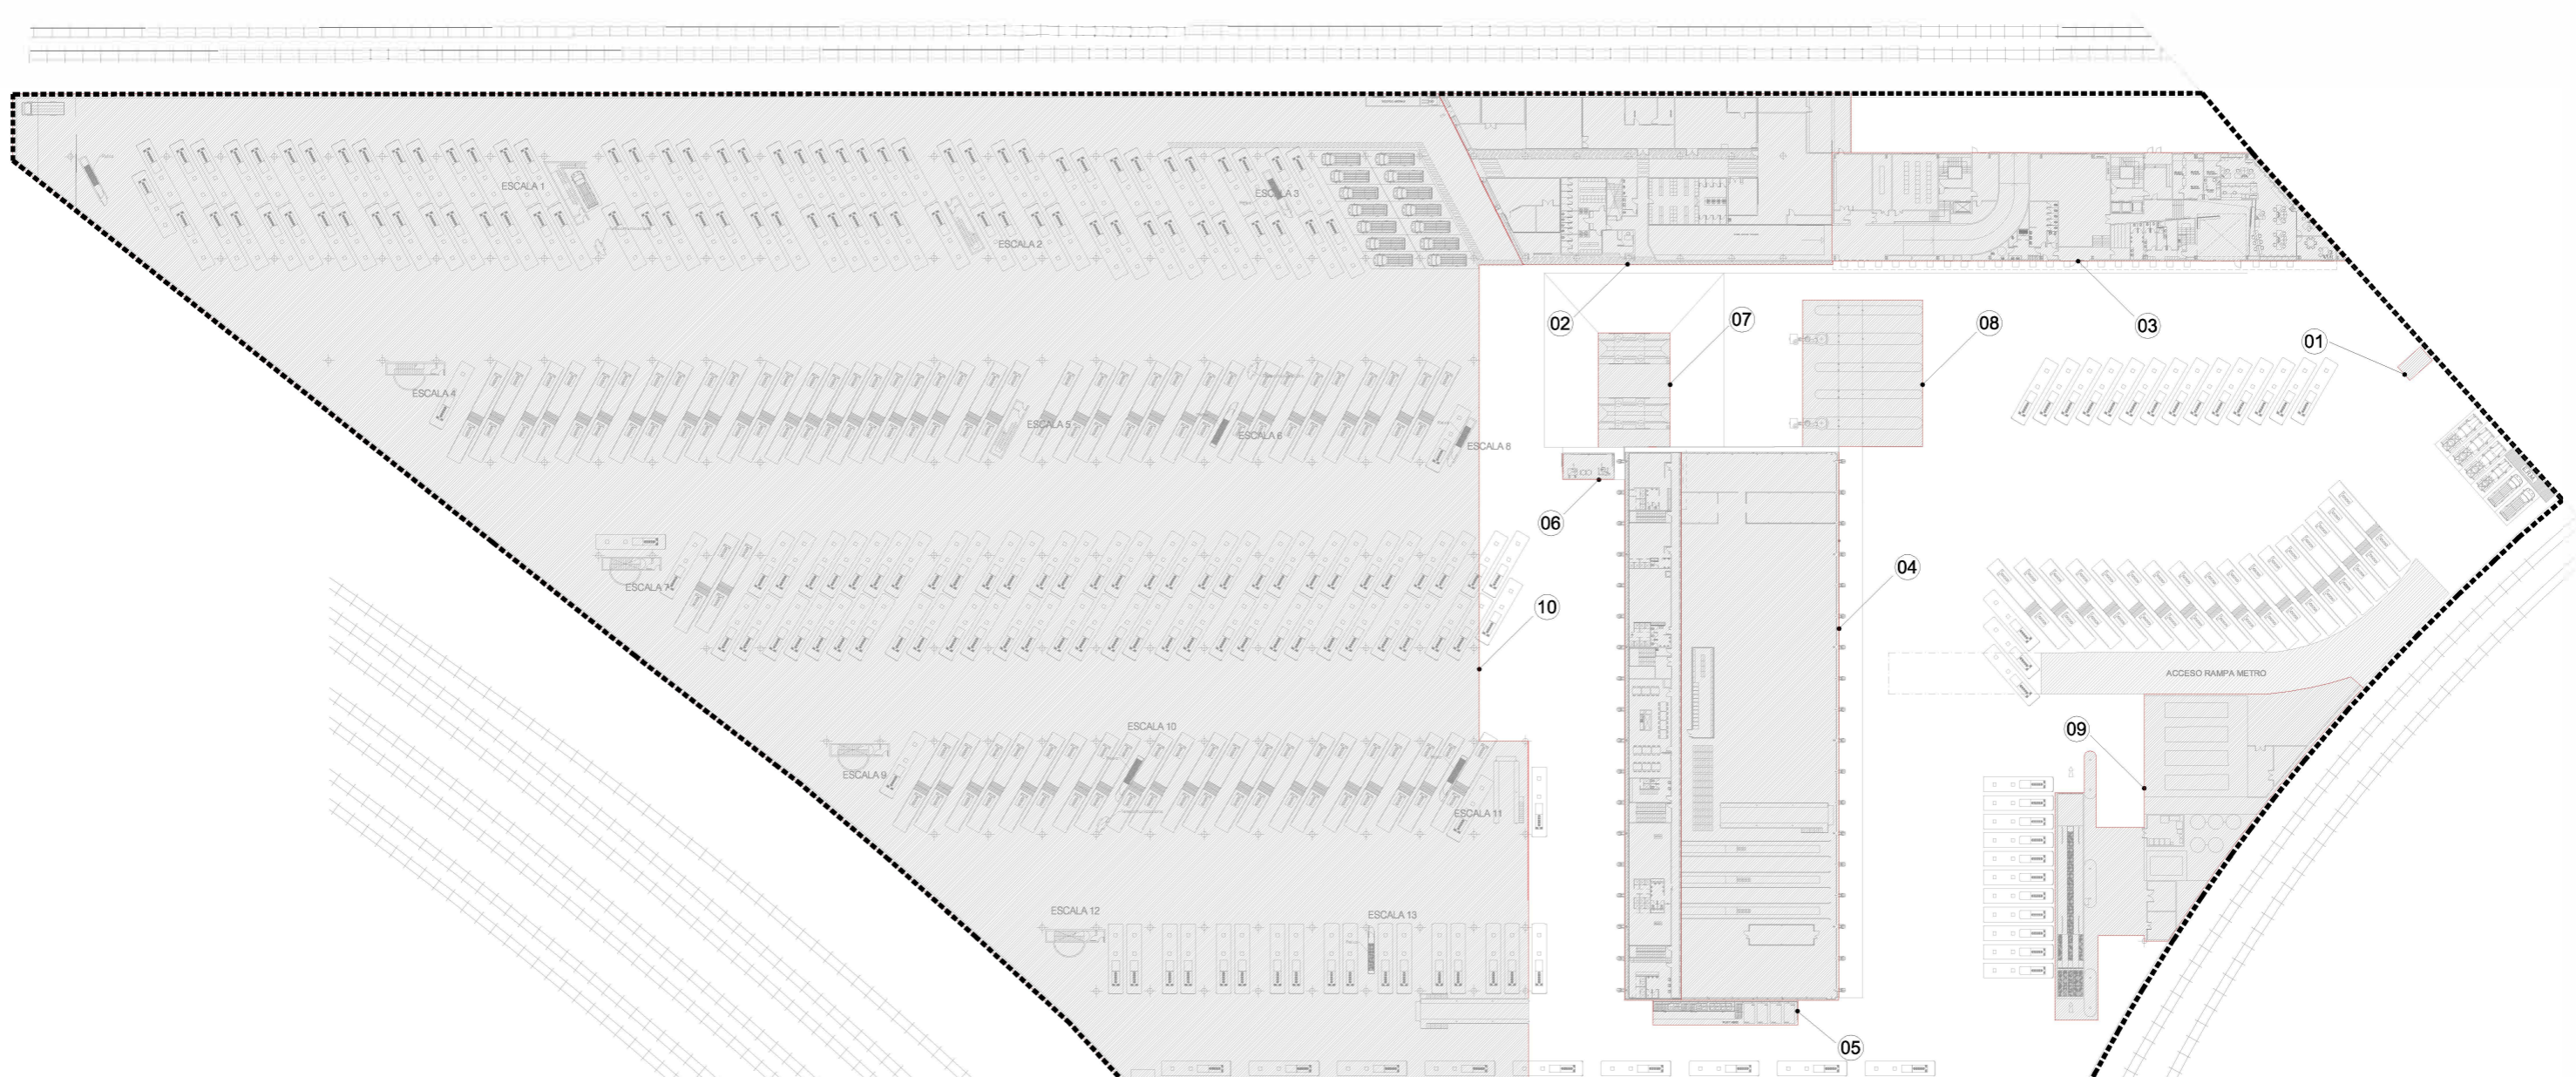 ESCALA 1
ESCALA 2
ESCALA 3
02
07
08
03
01
ESCALA 4
ESCALA 5
ESCALA 6
ESCALA 8
06
04
ESCALA 7
10
ACCESO RAMPA METRO
ESCALA 10
09
ESCALA 9
ESCALA 11
ESCALA 12
ESCALA 13
05